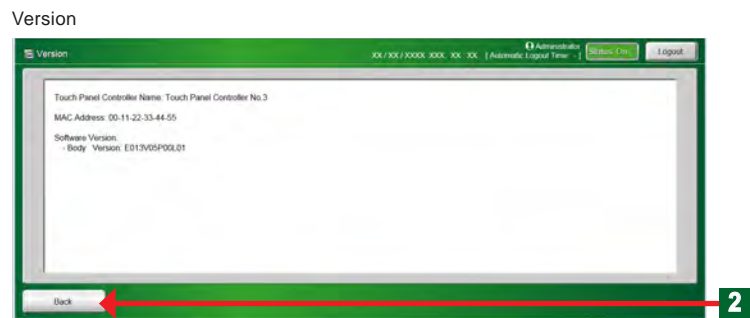 Version
Version
XX/XX/XXXX XXX, XX XX [Automatic Logout Time: -]
Administrator
Status: On
Logout
Touch Panel Controller Name: Touch Panel Controller No.3
MAC Address: 00-11-22-33-44-55
Software Version:
- Body Version: E013V05P00L01
Back
2